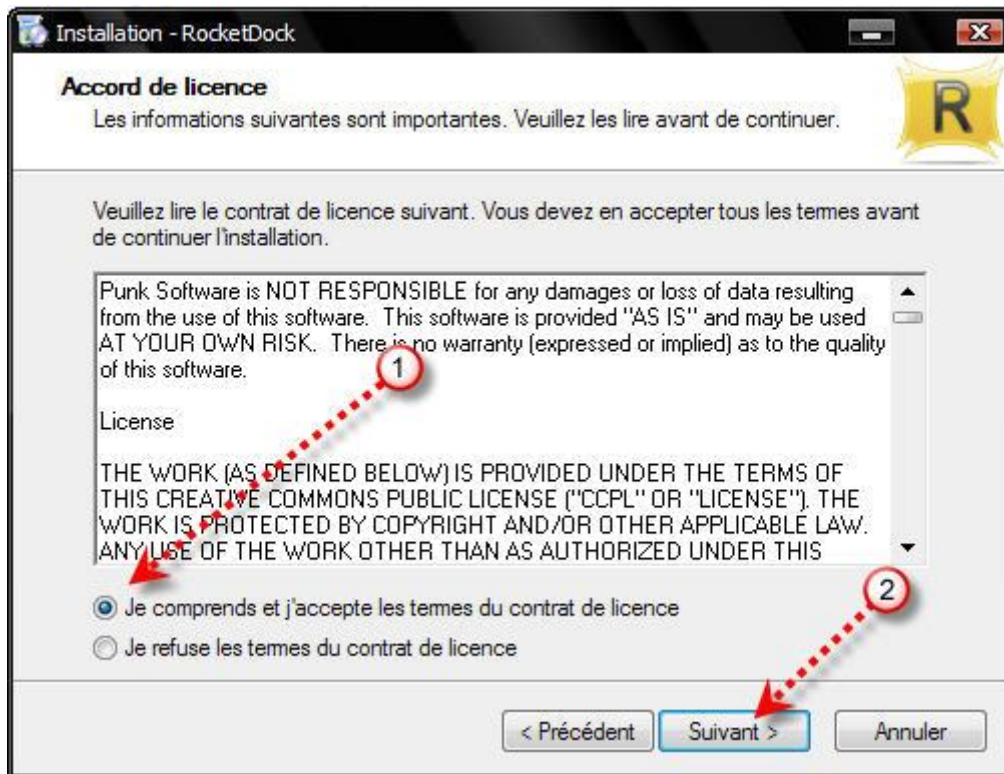 Installation - RocketDock
Accord de licence
Les informations suivantes sont importantes. Veuillez les lire avant de continuer.
R
Veuillez lire le contrat de licence suivant. Vous devez en accepter tous les termes avant
de continuer l'installation.
Punk Software is NOT RESPONSIBLE for any damages or loss of data resulting
from the use of this software.  This software is provided "AS IS" and may be used
AT YOUR OWN RISK.  There is no warranty (expressed or implied) as to the quality
of this software.
1
License
THE WORK (AS DEFINED BELOW) IS PROVIDED UNDER THE TERMS OF
THIS CREATIVE COMMONS PUBLIC LICENSE ("CCPL" OR "LICENSE"). THE
WORK IS PROTECTED BY COPYRIGHT AND/OR OTHER APPLICABLE LAW.
ANY USE OF THE WORK OTHER THAN AS AUTHORIZED UNDER THIS
Je comprends et j'accepte les termes du contrat de licence
2
Je refuse les termes du contrat de licence
< Précédent
Suivant >
Annuler